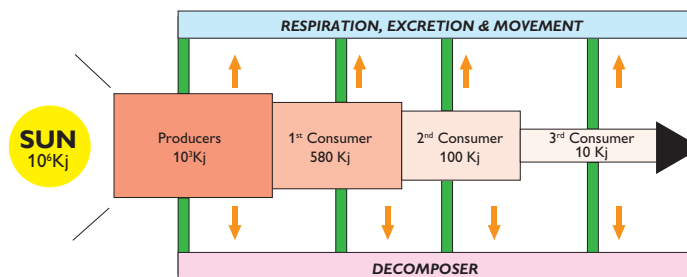 RESPIRATION, EXCRETION & MOVEMENT
SUN
10⁶Kj
Producers
10³Kj
1ˢᵗ Consumer
580 Kj
2ⁿᵈ Consumer
100 Kj
3ʳᵈ Consumer
10 Kj
DECOMPOSER